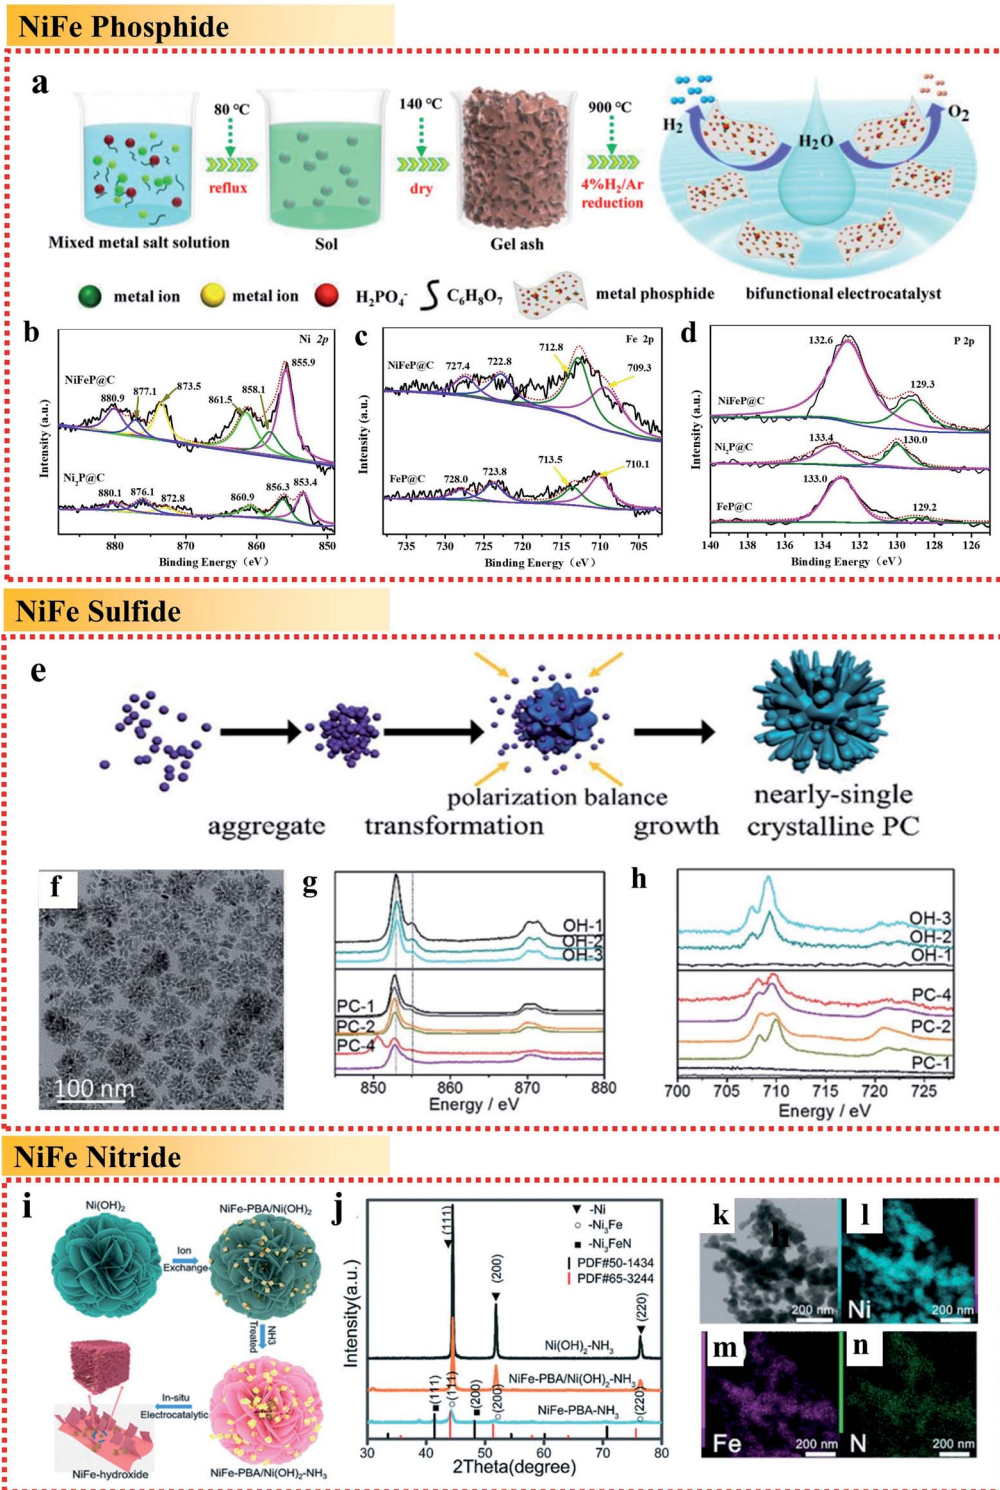 NiFe Phosphide
a
80 °C
140 °C
900 °C
H₂
H₂O
O₂
reflux
dry
4%H₂/Ar
reduction
Mixed metal salt solution
Sol
Gel ash
metal ion
metal ion
H₂PO₄⁻
C₆H₈O₇
metal phosphide
bifunctional electrocatalyst
b
Ni 2p
NiFeP@C
880.9
877.1
873.5
861.5
858.1
855.9
Ni₂P@C
880.1
876.1
872.8
860.9
856.3
853.4
Intensity (a.u.)
880 870 860 850
Binding Energy (eV)
c
Fe 2p
NiFeP@C
727.4
722.8
712.8
709.3
FeP@C
728.0
723.8
713.5
710.1
Intensity (a.u.)
735 730 725 720 715 710 705
Binding Energy (eV)
d
P 2p
132.6
129.3
NiFeP@C
133.4
130.0
Ni₂P@C
133.0
129.2
FeP@C
Intensity (a.u.)
140 138 136 134 132 130 128 126
Binding Energy (eV)
NiFe Sulfide
e
polarization balance
aggregate transformation growth
nearly-single
crystalline PC
f
100 nm
g
OH-1
OH-2
OH-3
PC-1
PC-2
PC-4
850 860 870 880
Energy / eV
h
OH-3
OH-2
OH-1
PC-4
PC-2
PC-1
700 705 710 715 720 725
Energy / eV
NiFe Nitride
i
Ni(OH)₂
NiFe-PBA/Ni(OH)₂
Ion
Exchange
NH3
Treated
In-situ
Electrocatalytic
NiFe-hydroxide
NiFe-PBA/Ni(OH)₂-NH₃
j
Intensity(a.u.)
(111)
(200)
(220)
-Ni
-Ni₃Fe
-Ni₃FeN
PDF#50-1434
PDF#65-3244
Ni(OH)₂-NH₃
NiFe-PBA/Ni(OH)₂-NH₃
NiFe-PBA-NH₃
(111)
(111)
(200)
(200)
(220)
30 40 50 60 70 80
2Theta(degree)
k
h
200 nm
l
Ni
200 nm
m
Fe
200 nm
n
N
200 nm